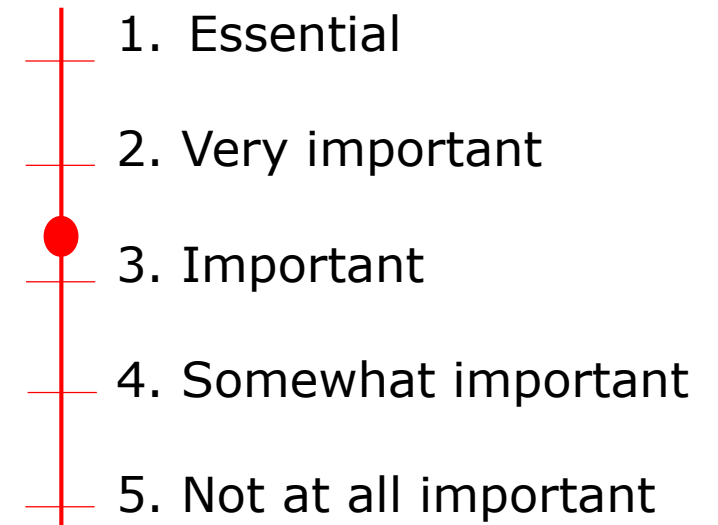 1. Essential
2. Very important
3. Important
4. Somewhat important
5. Not at all important